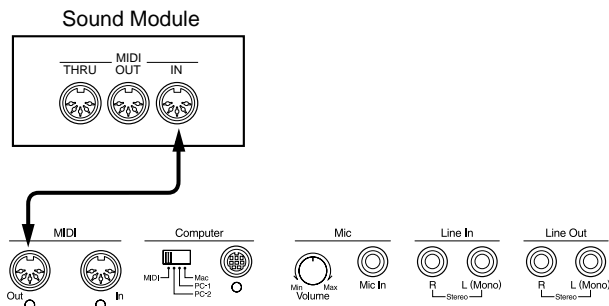 Sound Module
MIDI
THRU OUT IN
MIDI Computer Mic Line In Line Out
MIDI Mac
PC-1
PC-2
Out In
Min Max
Volume
Mic In
R L (Mono)
Stereo
R L (Mono)
Stereo